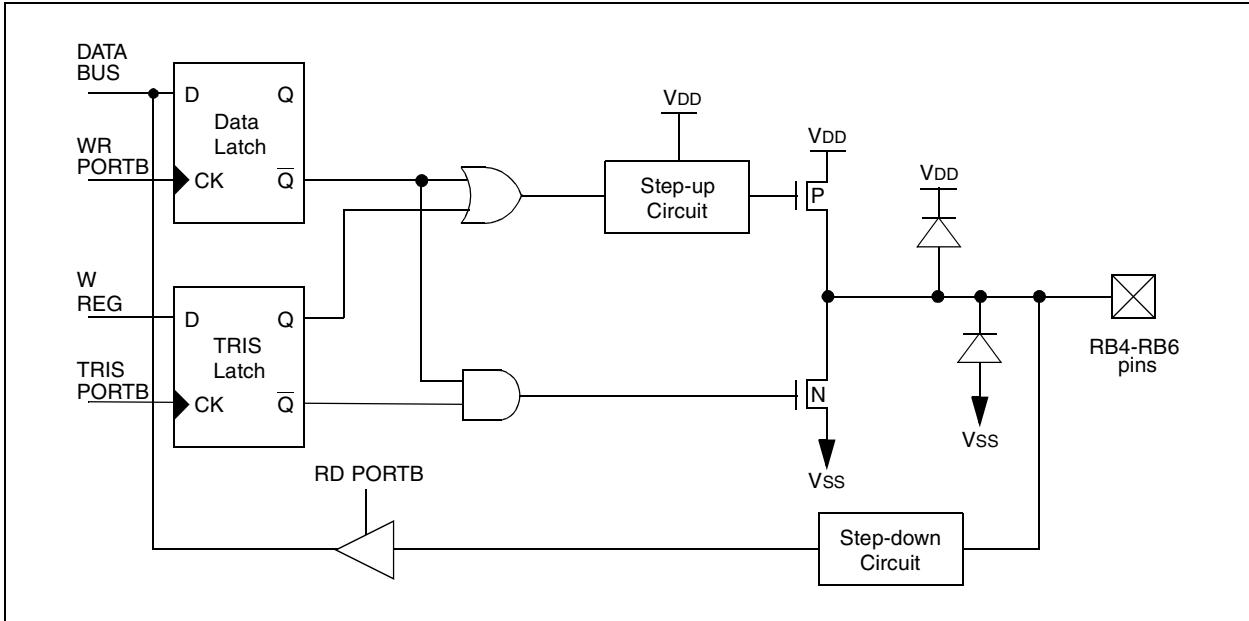 DATA
BUS
D
Q
Data
Latch
WR
PORTB
CK
Q
VDD
Step-up
Circuit
VDD
P
VDD
W
REG
D
Q
TRIS
Latch
TRIS
PORTB
CK
Q
N
VSS
VSS
RB4-RB6
pins
RD PORTB
Step-down
Circuit